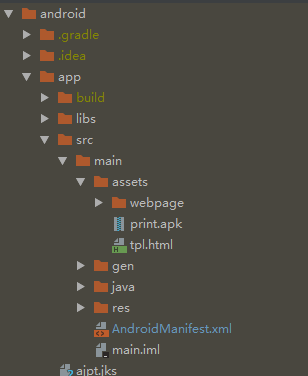 android
.gradle
.idea
app
build
libs
src
main
assets
webpage
print.apk
tpl.html
gen
java
res
AndroidManifest.xml
main.iml
ajpt.jks